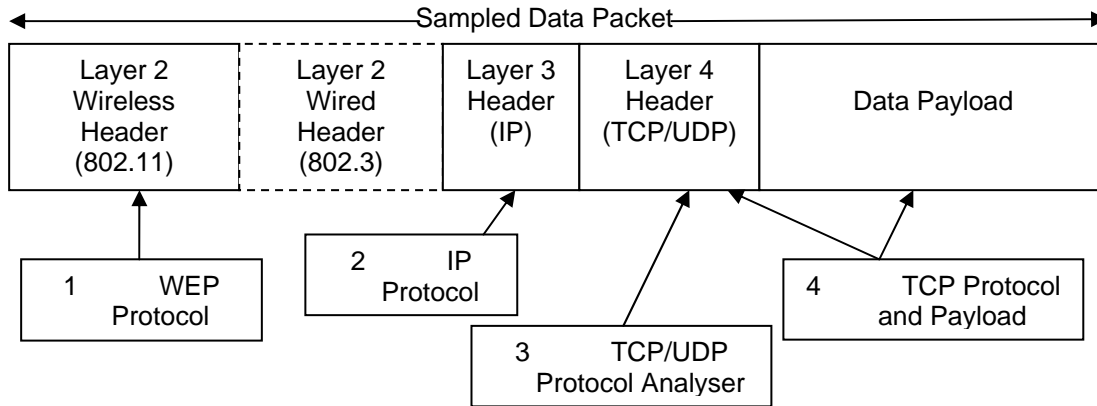 Sampled Data Packet
Layer 2
Wireless
Header
(802.11)
Layer 2
Wired
Header
(802.3)
Layer 3
Header
(IP)
Layer 4
Header
(TCP/UDP)
Data Payload
1 WEP
Protocol
2 IP
Protocol
3 TCP/UDP
Protocol Analyser
4 TCP Protocol
and Payload